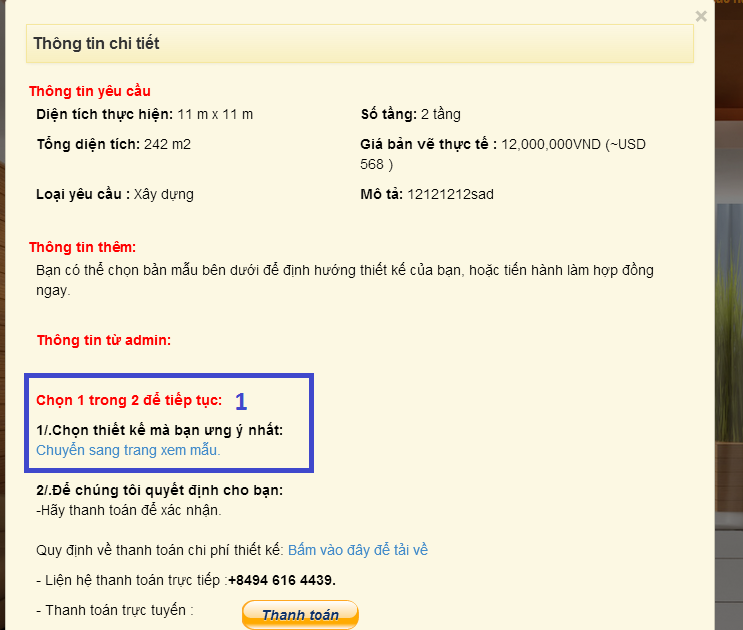 ×
Thông tin chi tiết
Thông tin yêu cầu
Diện tích thực hiện: 11 m x 11 m
Số tầng: 2 tầng
Tổng diện tích: 242 m2
Giá bản vẽ thực tế : 12,000,000VND (~USD
568 )
Loại yêu cầu : Xây dựng
Mô tả: 12121212sad
Thông tin thêm:
Bạn có thể chọn bản mẫu bên dưới để định hướng thiết kế của bạn, hoặc tiến hành làm hợp đồng
ngay.
Thông tin từ admin:
Chọn 1 trong 2 để tiếp tục: 1
1/.Chọn thiết kế mà bạn ưng ý nhất:
Chuyển sang trang xem mẫu.
2/.Để chúng tôi quyết định cho bạn:
-Hãy thanh toán để xác nhận.
Quy định về thanh toán chi phí thiết kế: Bấm vào đây để tải về
- Liên hệ thanh toán trực tiếp :+8494 616 4439.
- Thanh toán trực tuyến : Thanh toán